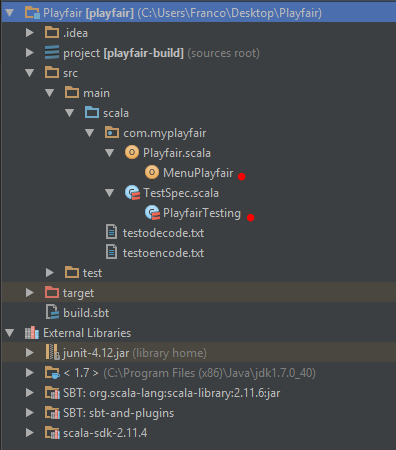 Playfair [playfair] (C:\Users\Franco\Desktop\Playfair)
.idea
project [playfair-build] (sources root)
src
main
scala
com.myplayfair
Playfair.scala
MenuPlayfair
TestSpec.scala
PlayfairTesting
testodecode.txt
testoencode.txt
test
target
build.sbt
External Libraries
junit-4.12.jar (library home)
< 1.7 > (C:\Program Files (x86)\Java\jdk1.7.0_40)
SBT: org.scala-lang:scala-library:2.11.6:jar
SBT: sbt-and-plugins
scala-sdk-2.11.4